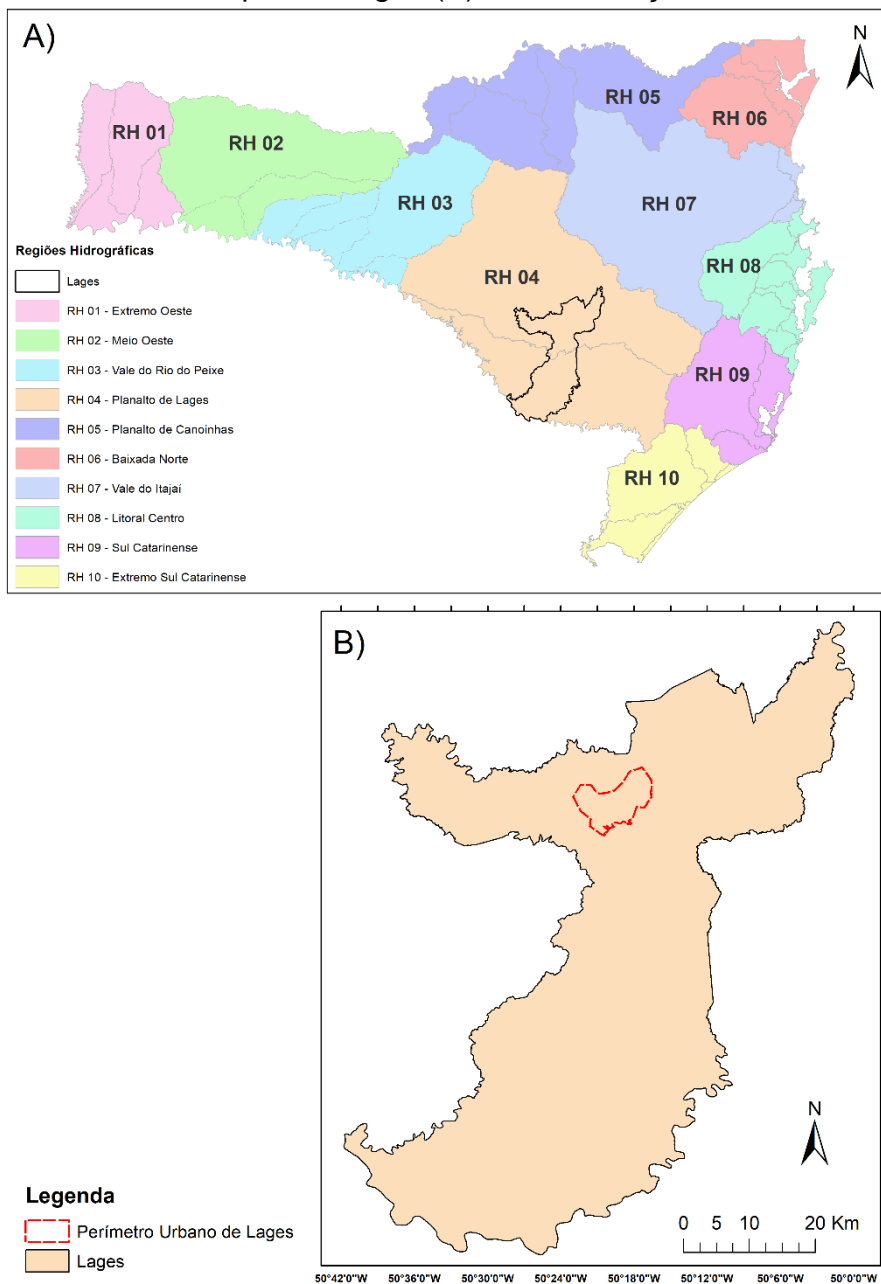 A)
N
RH 01
RH 02
RH 03
RH 04
RH 05
RH 06
RH 07
RH 08
RH 09
RH 10
Regiões Hidrográficas
Lages
RH 01 - Extremo Oeste
RH 02 - Meio Oeste
RH 03 - Vale do Rio do Peixe
RH 04 - Planalto de Lages
RH 05 - Planalto de Canoinhas
RH 06 - Baixada Norte
RH 07 - Vale do Itajaí
RH 08 - Litoral Centro
RH 09 - Sul Catarinense
RH 10 - Extremo Sul Catarinense
B)
N
Legenda
Perímetro Urbano de Lages
Lages
0 5 10 20 Km
50°42'0"W 50°36'0"W 50°30'0"W 50°24'0"W 50°18'0"W 50°12'0"W 50°6'0"W 50°0'0"W